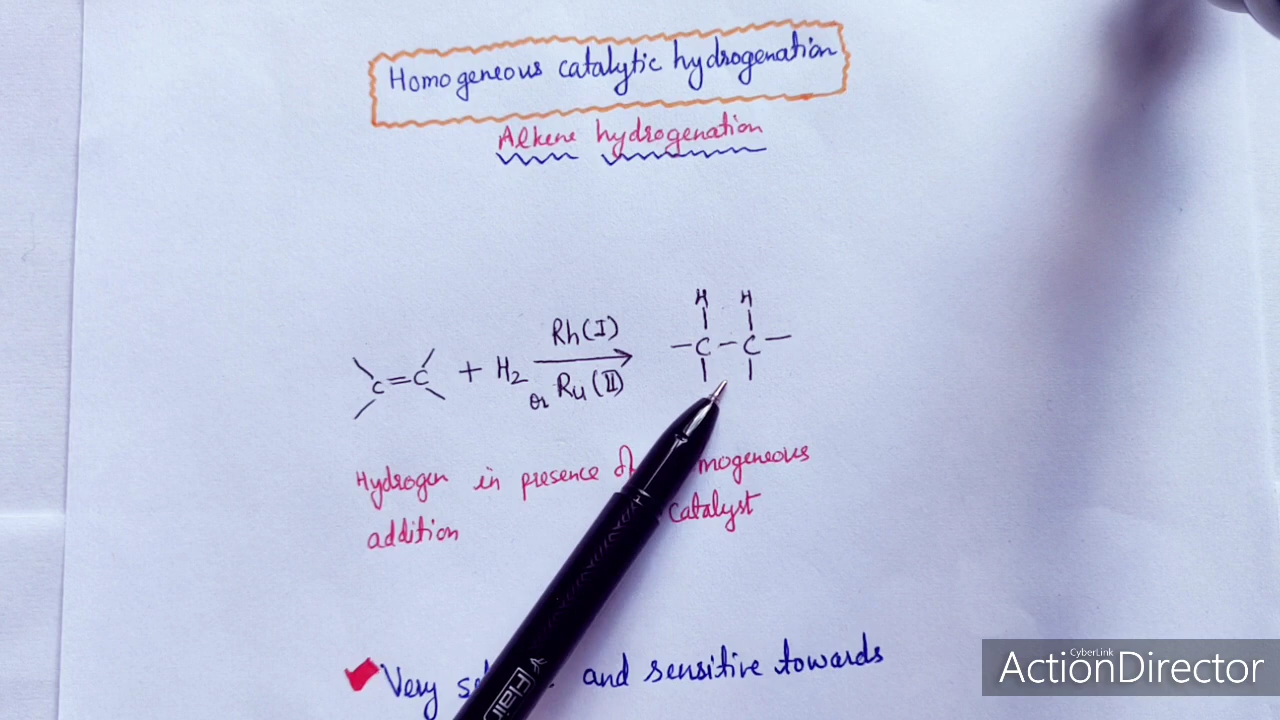 Homogeneous catalytic hydrogenation
Alkene hydrogenation
C=C + H2 Rh(I) or Ru(II) H H C-C
Hydrogen in presence of mogeneous
addition catalyst
Very and sensitive towards
Flair
CyberLink
ActionDirector